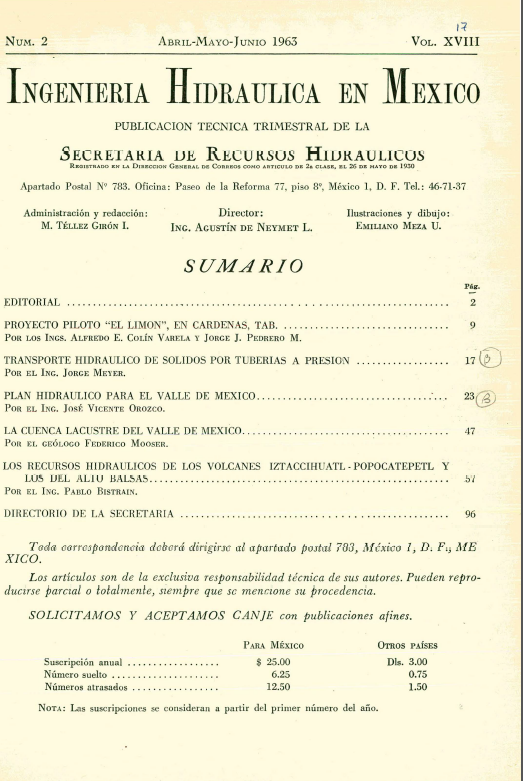 17
NUM. 2 ABRIL-MAYO-JUNIO 1963 VOL. XVIII
INGENIERIA HIDRAULICA EN MEXICO
PUBLICACION TECNICA TRIMESTRAL DE LA
SECRETARIA DE RECURSOS HIDRAULICOS
REGISTRADO EN LA DIRECCION GENERAL DE CORREOS COMO ARTICULO DE 2a CLASE, EL 26 DE MAYO DE 1930
Apartado Postal Nº 783. Oficina: Paseo de la Reforma 77, piso 8º, México 1, D. F. Tel.: 46-71-37
Administración y redacción: Director: Ilustraciones y dibujo:
M. TÉLLEZ GIRÓN I. ING. AGUSTÍN DE NEYMET L. EMILIANO MEZA U.
SUMARIO
Pág.
EDITORIAL 2
PROYECTO PILOTO "EL LIMON", EN CARDENAS, TAB. 9
POR LOS INGS. ALFREDO E. COLÍN VARELA Y JORGE J. PEDRERO M.
TRANSPORTE HIDRAULICO DE SOLIDOS POR TUBERIAS A PRESION 17
POR EL ING. JORGE MEYER.
PLAN HIDRAULICO PARA EL VALLE DE MEXICO 23
POR EL ING. JOSÉ VICENTE OROZCO.
LA CUENCA LACUSTRE DEL VALLE DE MEXICO 47
POR EL GEÓLOGO FEDERICO MOOSER.
LOS RECURSOS HIDRAULICOS DE LOS VOLCANES IZTACCIHUATL-POPOCATEPETL Y
LOS DEL ALTO BALSAS 57
POR EL ING. PABLO BISTRAIN.
DIRECTORIO DE LA SECRETARIA 96
Toda correspondencia deberá dirigirse al apartado postal 783, México 1, D. F., ME
XICO.
Los artículos son de la exclusiva responsabilidad técnica de sus autores. Pueden repro-
ducirse parcial o totalmente, siempre que se mencione su procedencia.
SOLICITAMOS Y ACEPTAMOS CANJE con publicaciones afines.
PARA MÉXICO OTROS PAÍSES
Suscripción anual $ 25.00 Dls. 3.00
Número suelto 6.25 0.75
Números atrasados 12.50 1.50
NOTA: Las suscripciones se consideran a partir del primer número del año.